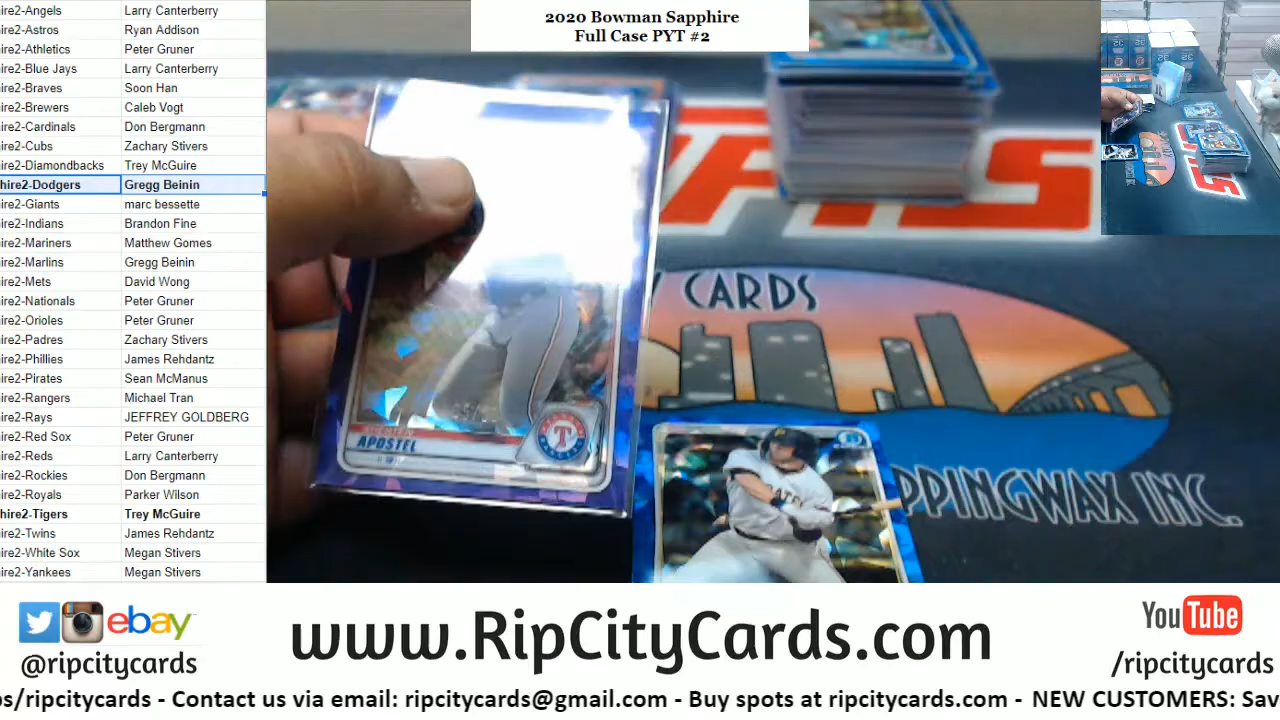 2020 Bowman Sapphire
Full Case PYT #2
ire2-Angels Larry Canterberry
ire2-Astros Ryan Addison
ire2-Athletics Peter Gruner
ire2-Blue Jays Larry Canterberry
ire2-Braves Soon Han
ire2-Brewers Caleb Vogt
ire2-Cardinals Don Bergmann
ire2-Cubs Zachary Stivers
ire2-Diamondbacks Trey McGuire
hire2-Dodgers Gregg Beinin
ire2-Giants marc bessette
ire2-Indians Brandon Fine
ire2-Mariners Matthew Gomes
ire2-Marlins Gregg Beinin
ire2-Mets David Wong
ire2-Nationals Peter Gruner
ire2-Orioles Peter Gruner
ire2-Padres Zachary Stivers
ire2-Phillies James Rehdantz
ire2-Pirates Sean McManus
ire2-Rangers Michael Tran
ire2-Rays JEFFREY GOLDBERG
ire2-Red Sox Peter Gruner
ire2-Reds Larry Canterberry
ire2-Rockies Don Bergmann
ire2-Royals Parker Wilson
hire2-Tigers Trey McGuire
ire2-Twins James Rehdantz
ire2-White Sox Megan Stivers
ire2-Yankees Megan Stivers
CARDS
APOSTEL
T
PPINGWAX INC.
ebay
@ripcitycards
www.RipCityCards.com
YouTube
/ripcitycards
os/ripcitycards - Contact us via email: ripcitycards@gmail.com - Buy spots at ripcitycards.com - NEW CUSTOMERS: Sav